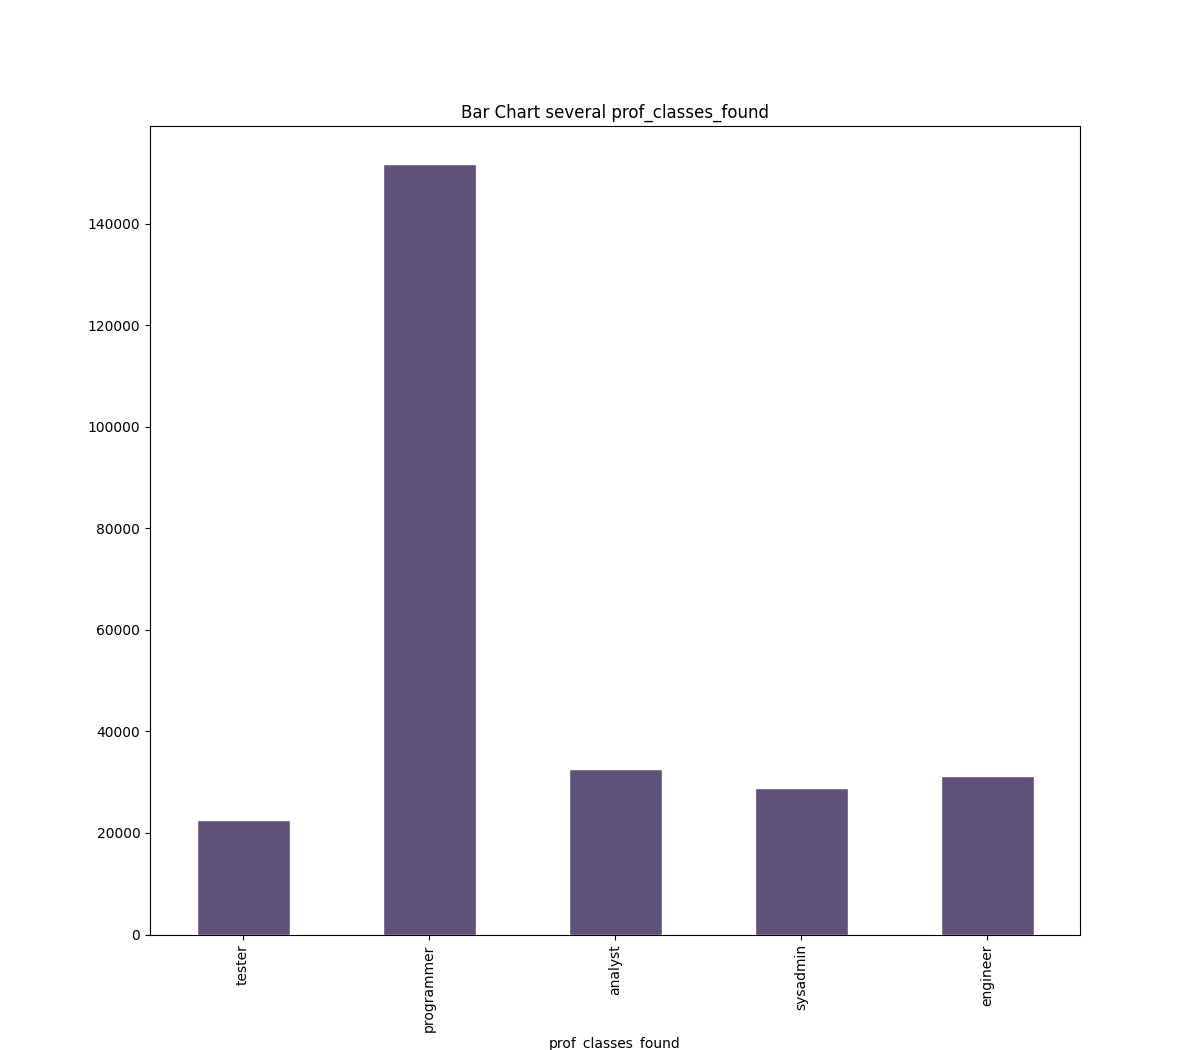 Bar Chart several prof_classes_found
140000
120000
100000
80000
60000
40000
20000
0
tester
programmer
analyst
sysadmin
engineer
prof_classes_found